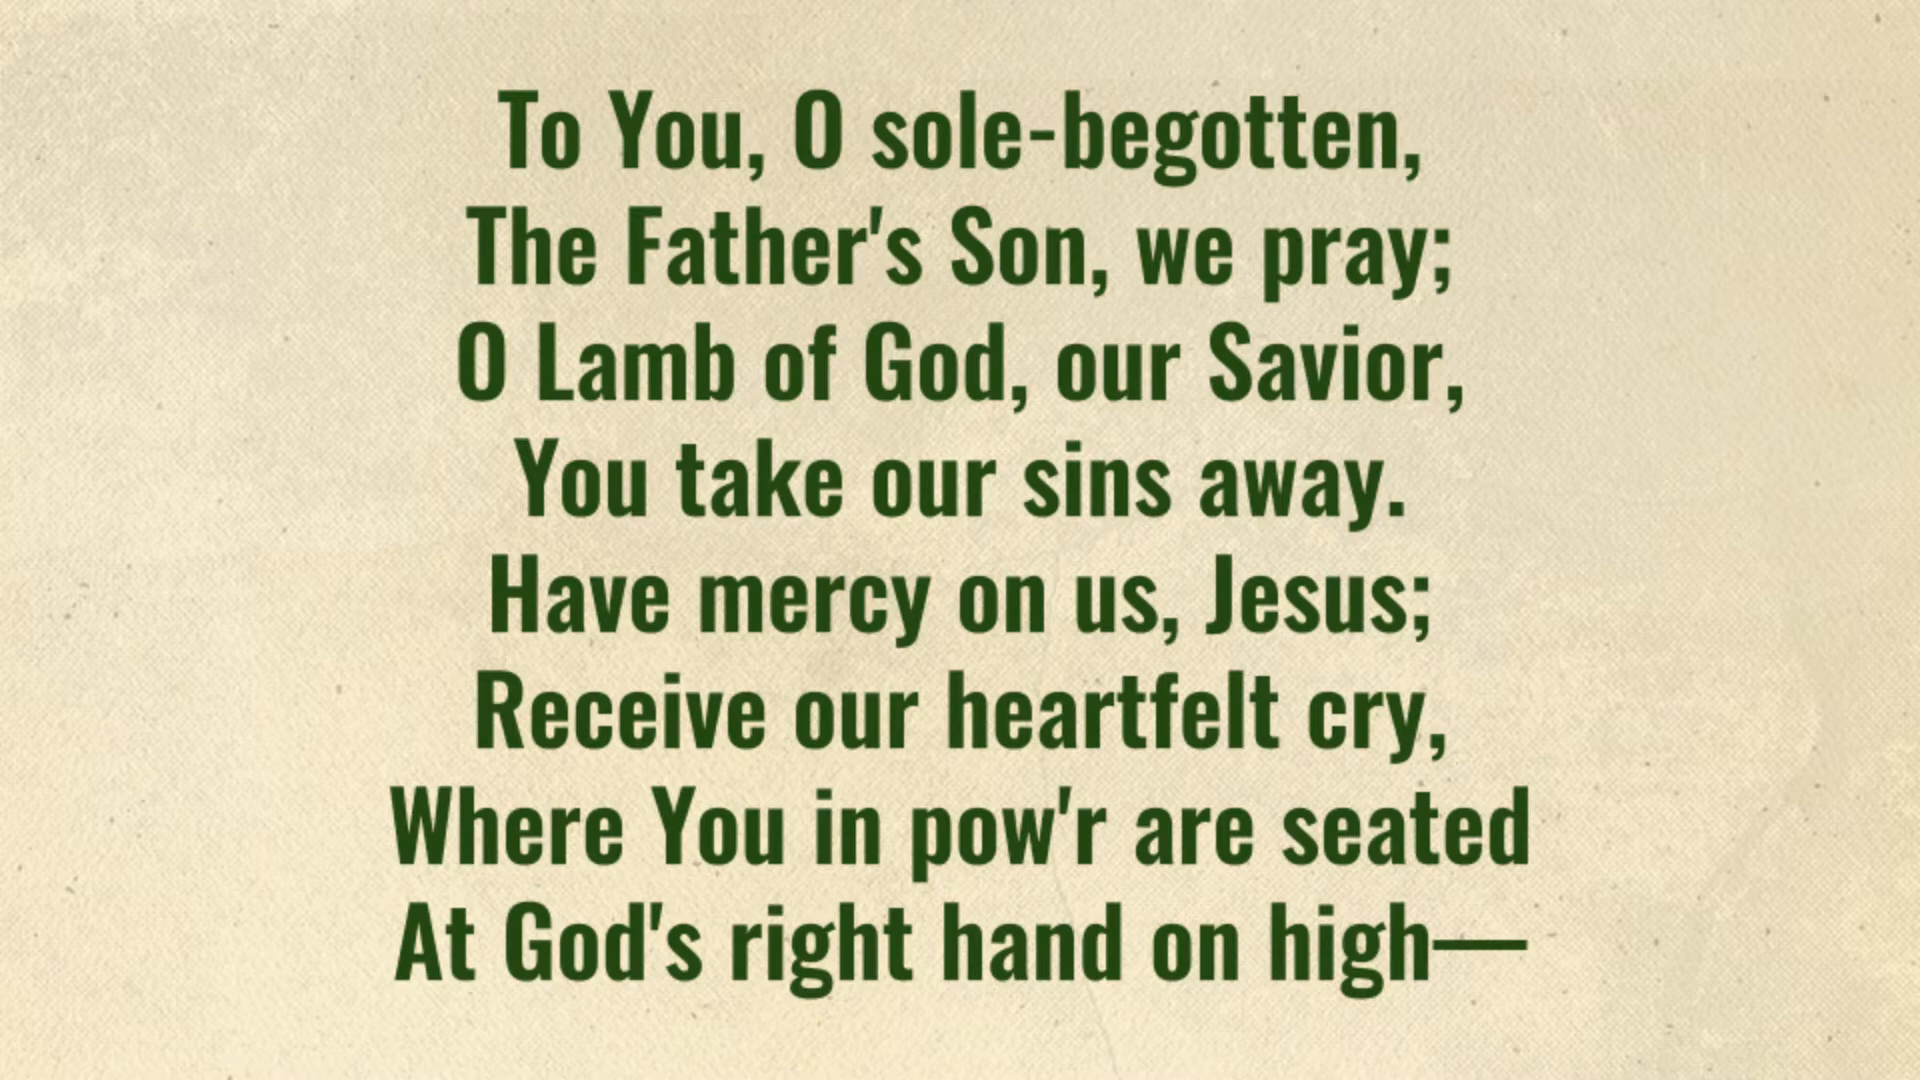 To You, O sole-begotten,
The Father's Son, we pray;
O Lamb of God, our Savior,
You take our sins away.
Have mercy on us, Jesus;
Receive our heartfelt cry,
Where You in pow'r are seated
At God's right hand on high—